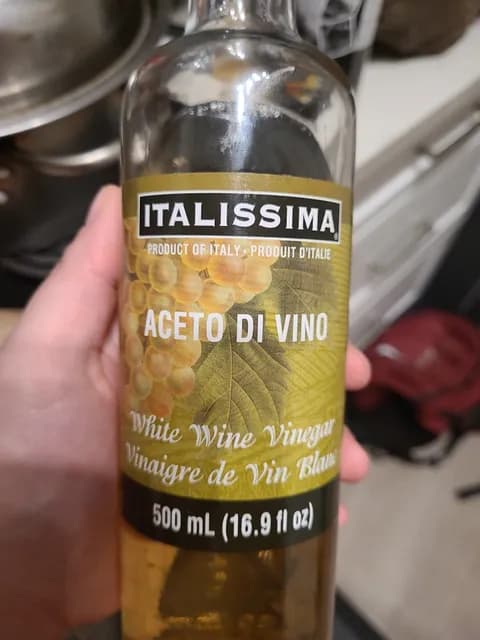 ITALISSIMA
PRODUCT OF ITALY • PRODUIT D'ITALIE
ACETO DI VINO
White Wine Vinegar
Vinaigre de Vin Blanc
500 mL (16.9 fl oz)